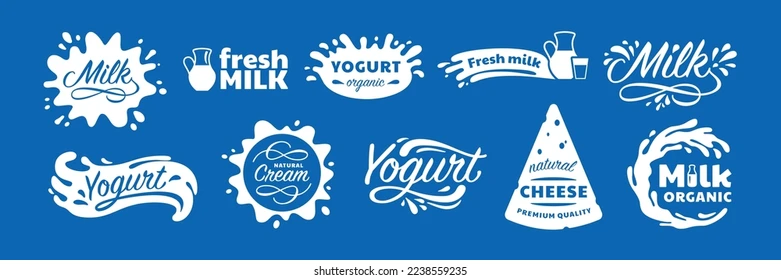 Milk
fresh
MILK
YOGURT
organic
Fresh milk
Milk
Yogurt
NATURAL
Cream
Yogurt
natural
CHEESE
PREMIUM QUALITY
Milk
ORGANIC
shutterstock.com · 2238559235